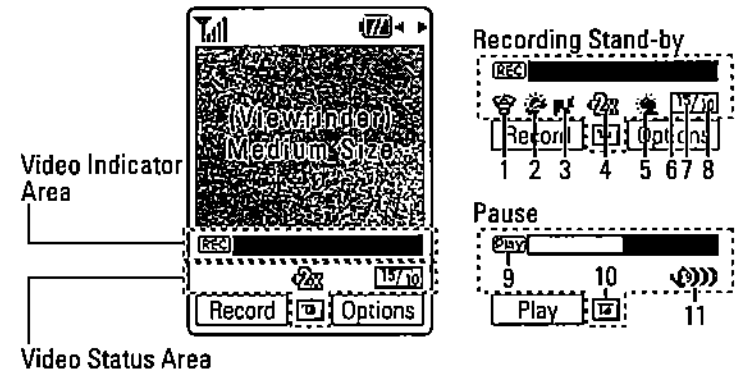 (Viewfinder)
Medium Size
REC
2x
15/10
Record
Options
Video Indicator
Area
Video Status Area
Recording Stand-by
REC
2x
15/10
Record
Options
1 2 3 4 5 6 7 8
Pause
Play
9 10
Play
11